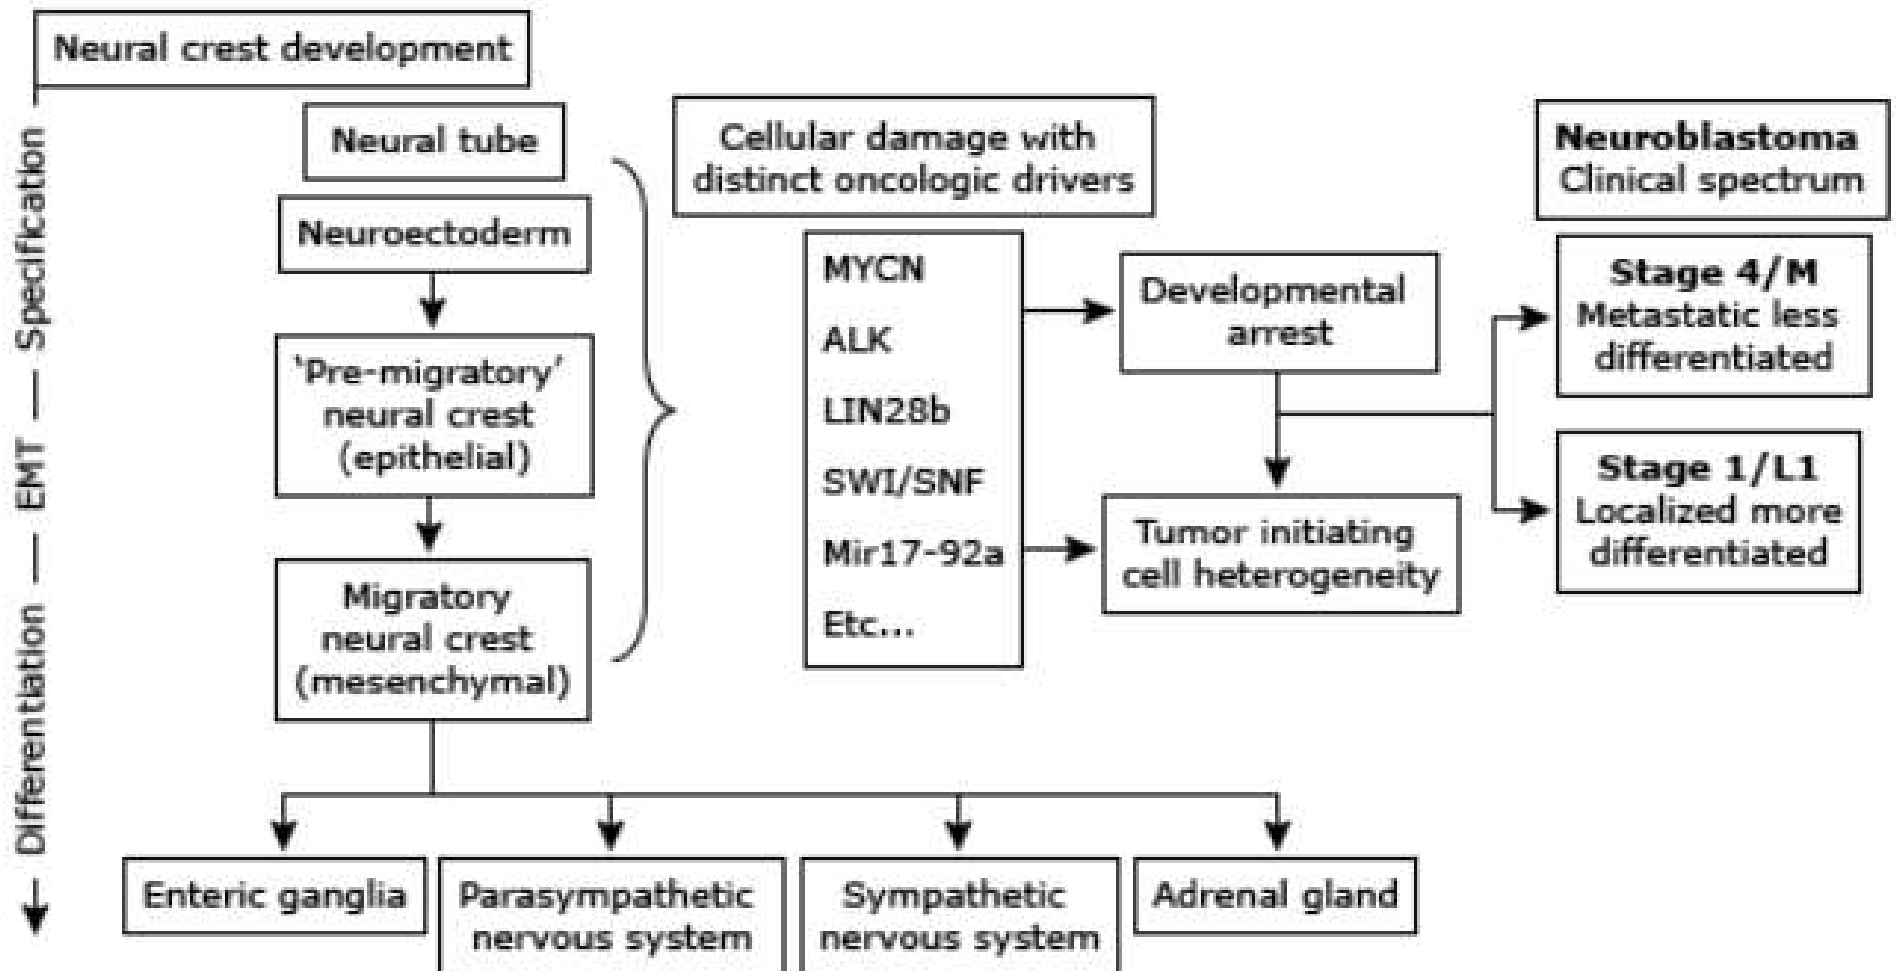 Neural crest development
Specification
EMT
Differentiation
Neural tube
Neuroectoderm
‘Pre-migratory’
neural crest
(epithelial)
Migratory
neural crest
(mesenchymal)
Enteric ganglia
Parasympathetic
nervous system
Sympathetic
nervous system
Adrenal gland
Cellular damage with
distinct oncologic drivers
MYCN
ALK
LIN28b
SWI/SNF
Mir17-92a
Etc...
Developmental
arrest
Tumor initiating
cell heterogeneity
Neuroblastoma
Clinical spectrum
Stage 4/M
Metastatic less
differentiated
Stage 1/L1
Localized more
differentiated